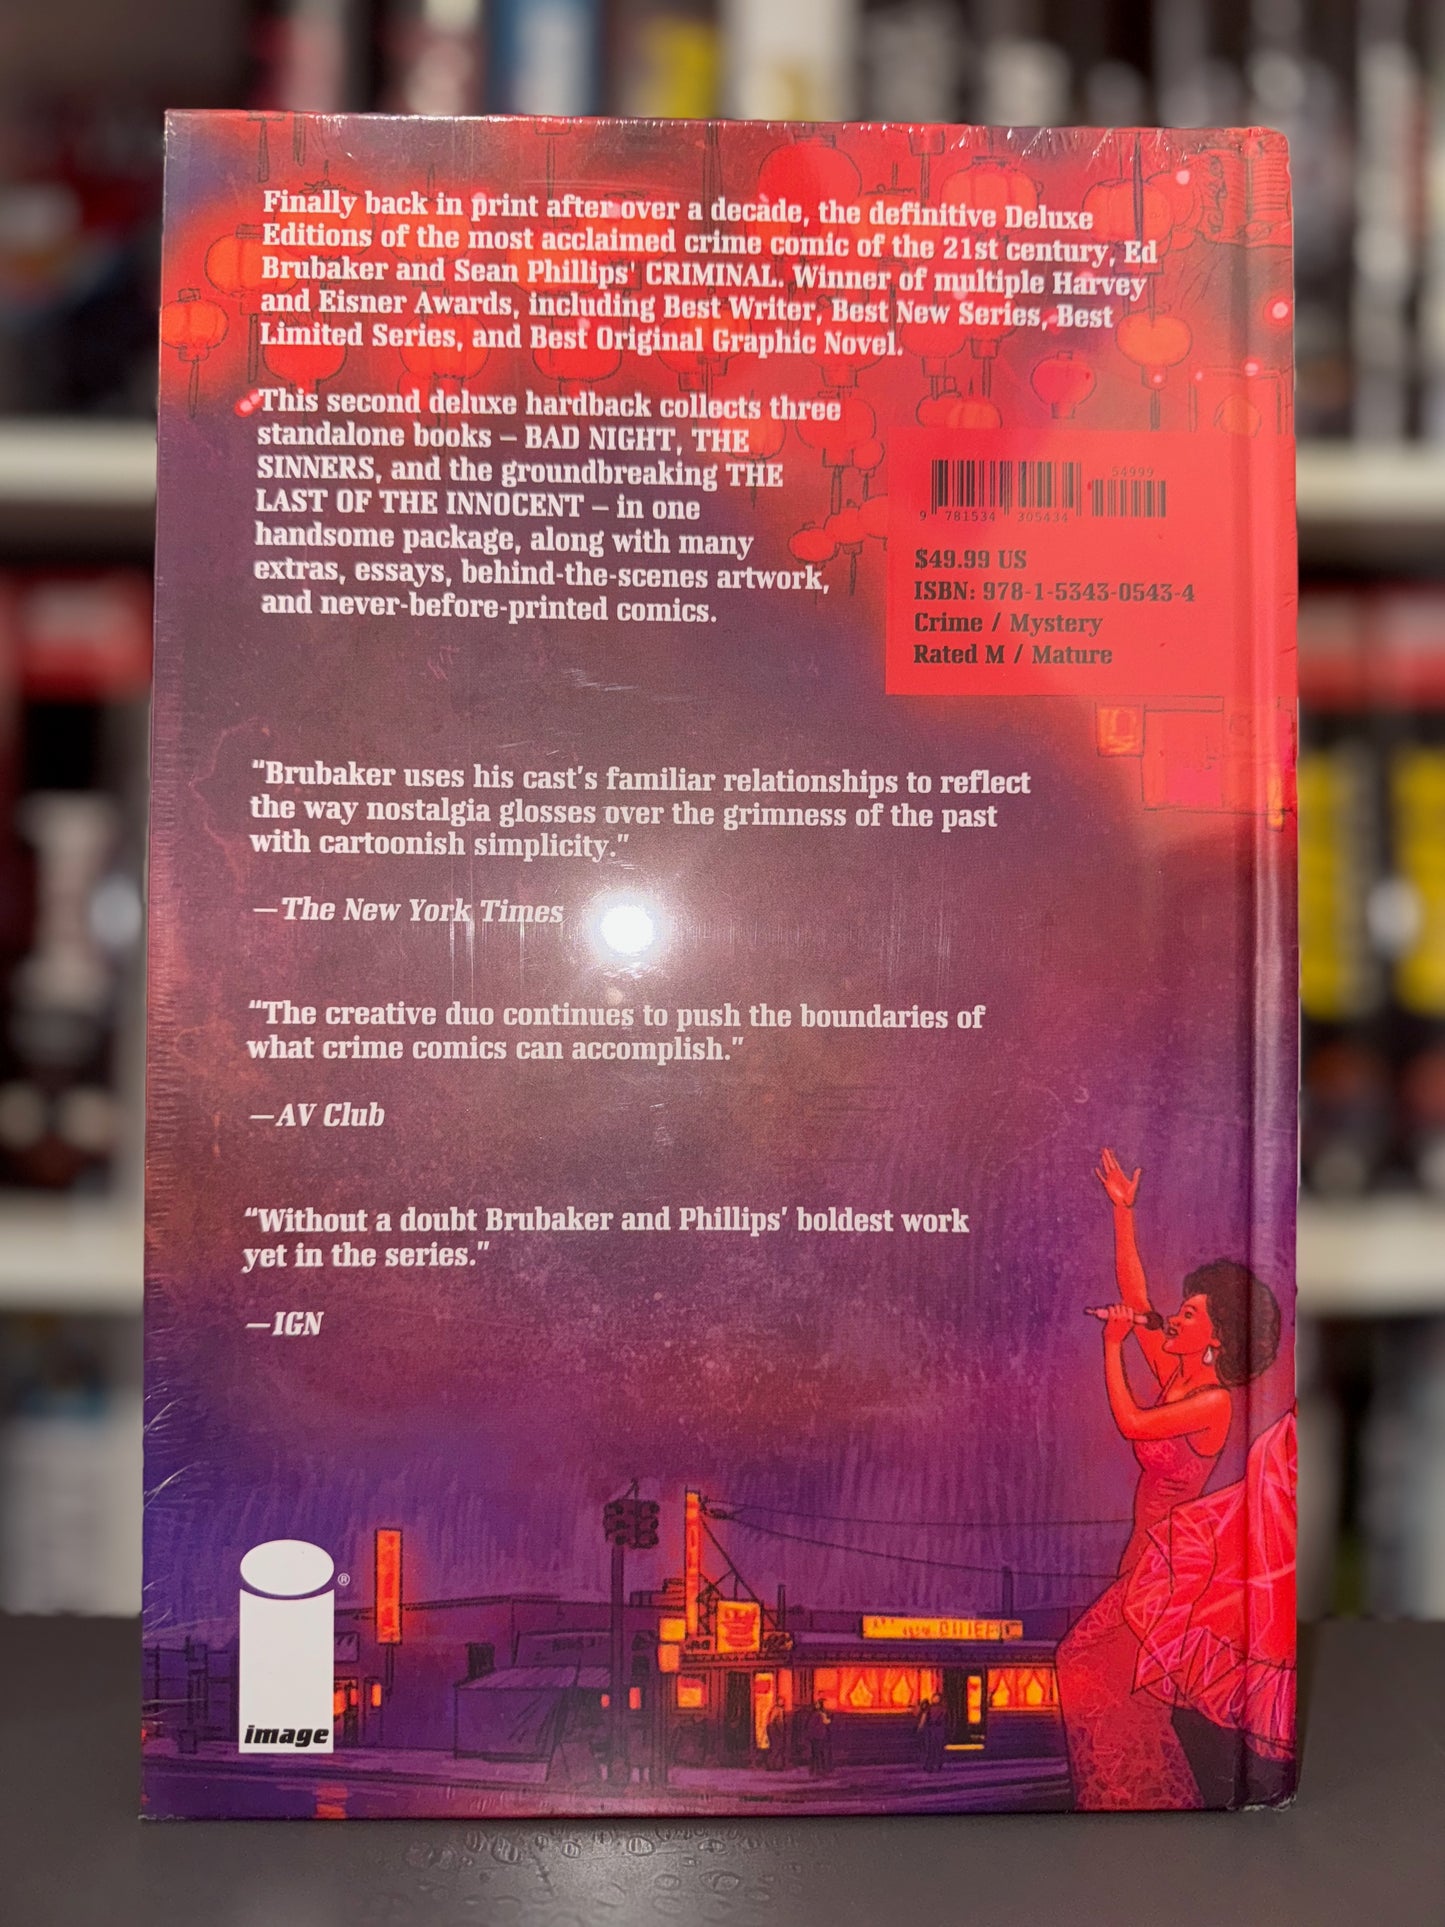 Finally back in print after over a decade, the definitive Deluxe
Editions of the most acclaimed crime comic of the 21st century, Ed
Brubaker and Sean Phillips' CRIMINAL. Winner of multiple Harvey
and Eisner Awards, including Best Writer, Best New Series, Best
Limited Series, and Best Original Graphic Novel.
This second deluxe hardback collects three
standalone books – BAD NIGHT, THE
SINNERS, and the groundbreaking THE
LAST OF THE INNOCENT – in one
handsome package, along with many
extras, essays, behind-the-scenes artwork,
and never-before-printed comics.
54999
9 781534 305434
$49.99 US
ISBN: 978-1-5343-0543-4
Crime / Mystery
Rated M / Mature
“Brubaker uses his cast's familiar relationships to reflect
the way nostalgia glosses over the grimness of the past
with cartoonish simplicity.”
—The New York Times
“The creative duo continues to push the boundaries of
what crime comics can accomplish.”
—AV Club
“Without a doubt Brubaker and Phillips' boldest work
yet in the series.”
—IGN
®
image